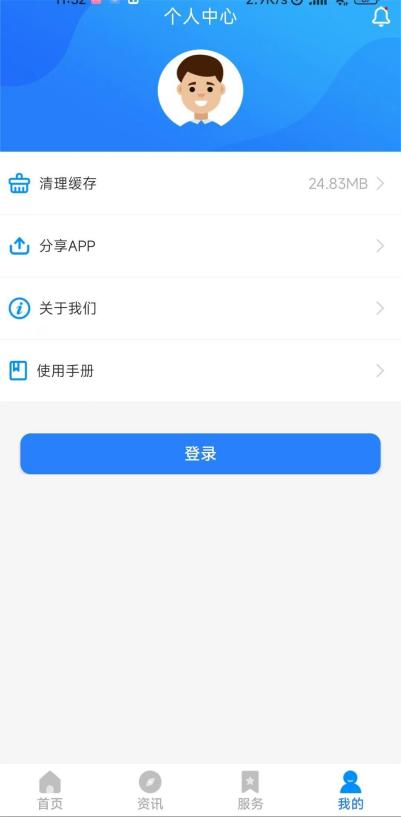 个人中心
清理缓存 24.83MB
分享APP
关于我们
使用手册
登录
首页 资讯 服务 我的